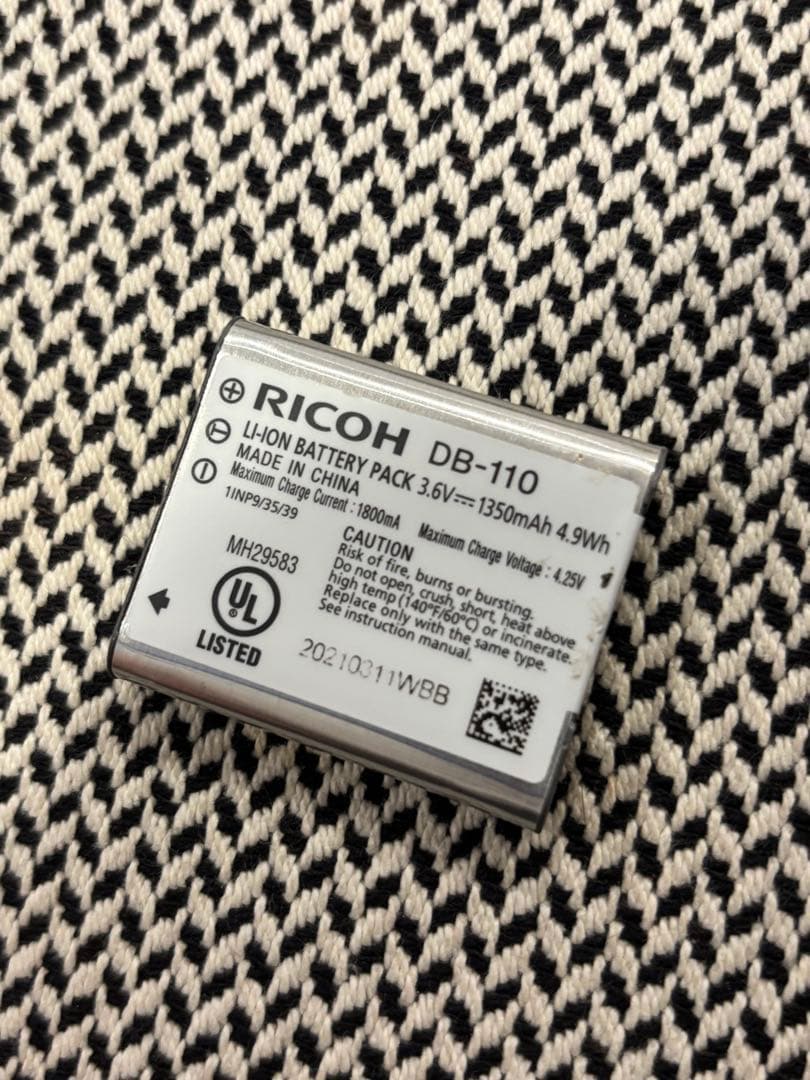 RICOH DB-110
LI-ION BATTERY PACK 3.6V⎓1350mAh 4.9Wh
MADE IN CHINA
Maximum Charge Current : 1800mA Maximum Charge Voltage : 4.25V
1INP9/35/39
CAUTION
Risk of fire, burns or bursting.
Do not open, crush, short, heat above
high temp (140°F/60°C) or incinerate.
Replace only with the same type.
See instruction manual.
MH29583
UL ®
LISTED
20210311WBB